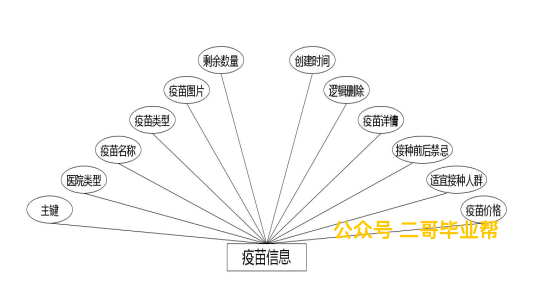 剩余数量
创建时间
疫苗图片
逻辑删除
疫苗类型
疫苗详情
疫苗名称
接种前后禁忌
医院类型
适宜接种人群
主键
疫苗价格
公众号 二哥毕业帮
疫苗信息